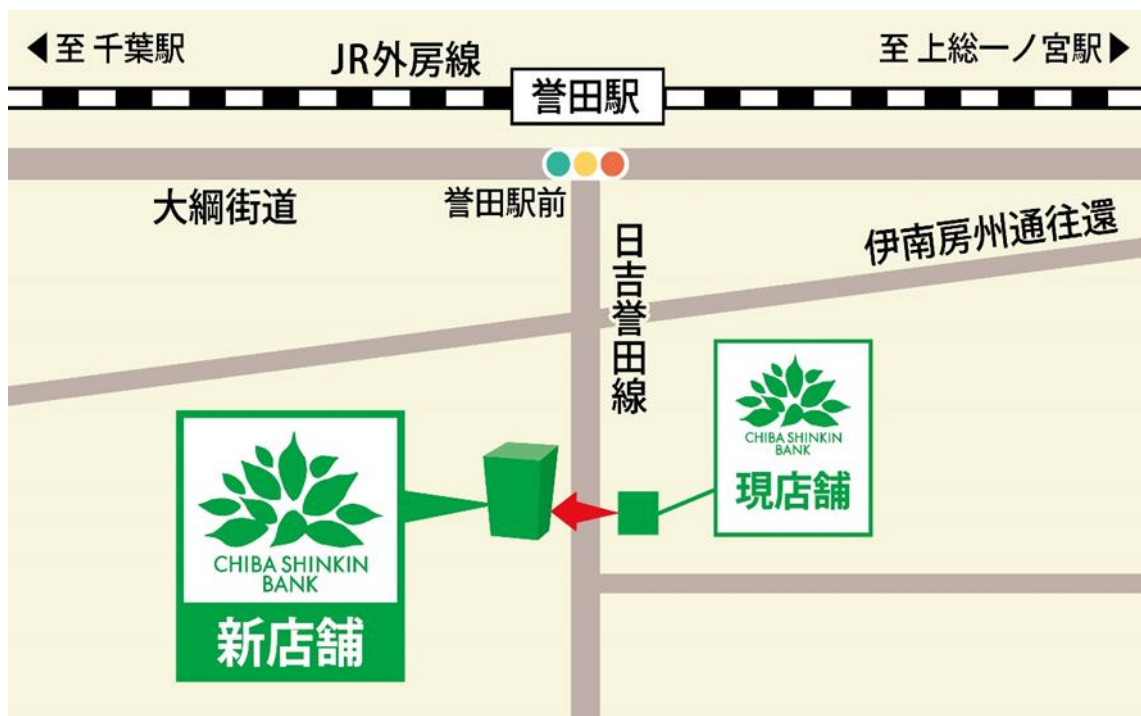 ◀至 千葉駅
JR外房線
至 上総一ノ宮駅▶
誉田駅
大網街道
誉田駅前
日吉誉田線
伊南房州通往還
CHIBA SHINKIN
BANK
現店舗
CHIBA SHINKIN
BANK
新店舗